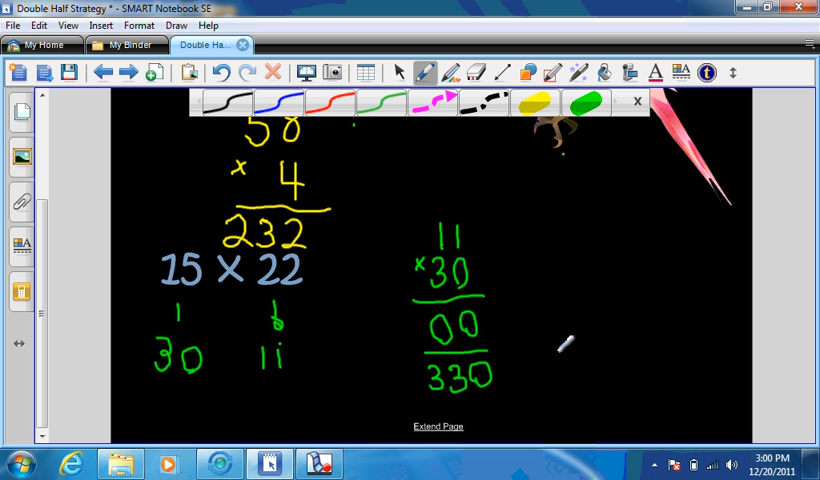 Double Half Strategy * - SMART Notebook SE
File Edit View Insert Format Draw Help
My Home My Binder Double Ha...
x
58
x 4
232
15 x 22
30 11
11
x30
00
330
Extend Page
3:00 PM
12/20/2011